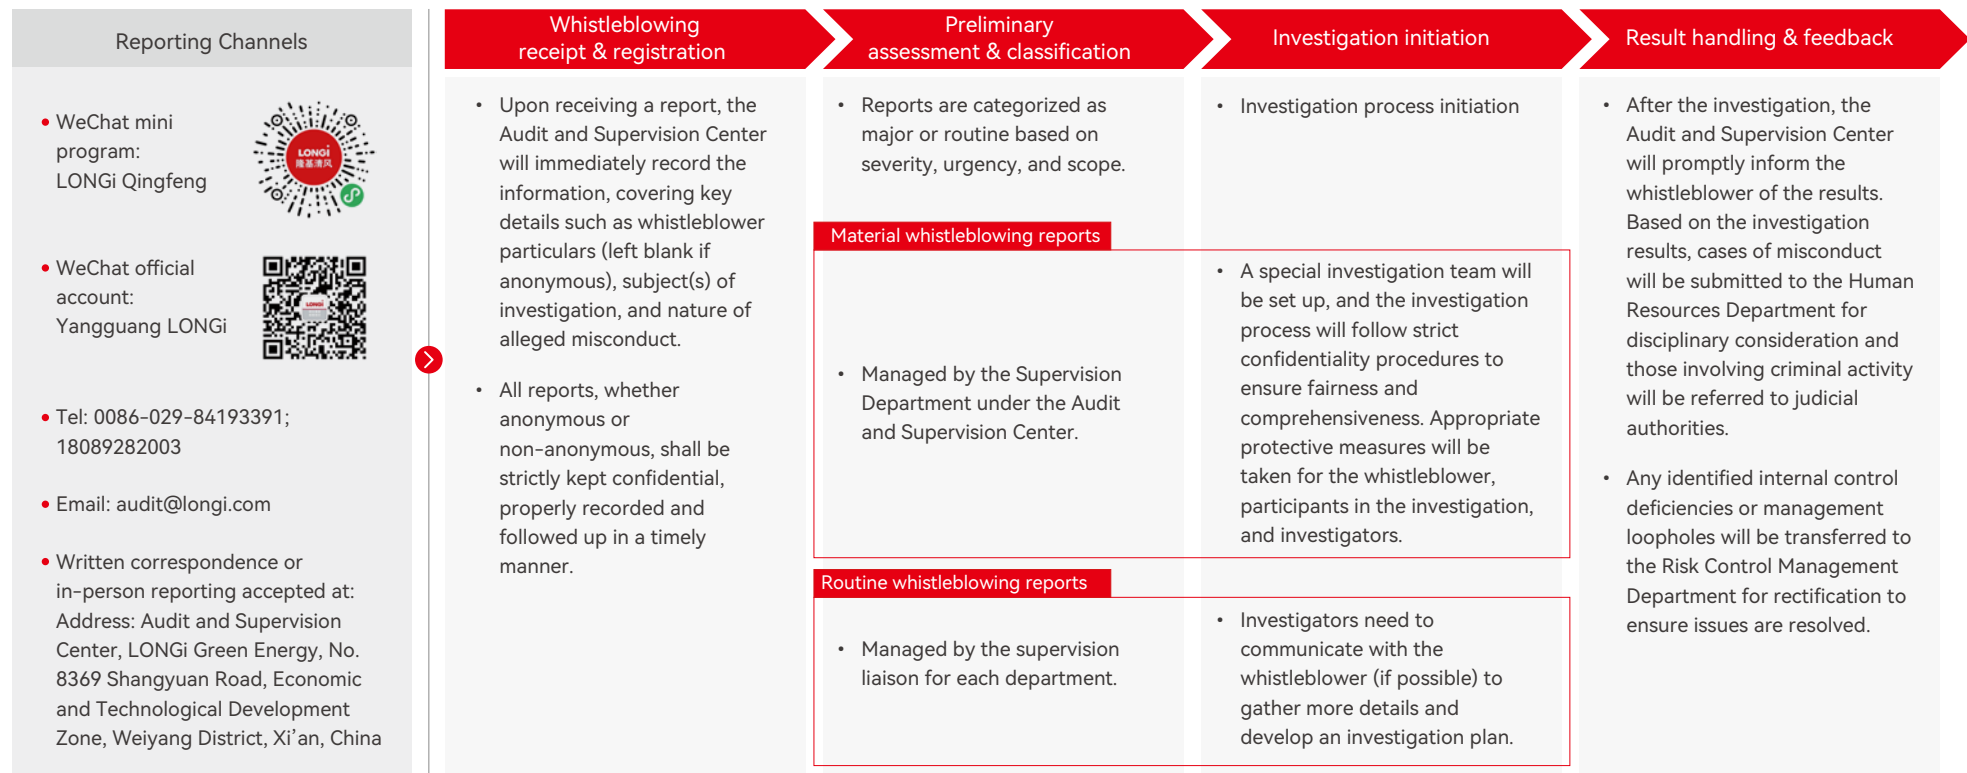 Reporting Channels
WeChat mini
program:
LONGi Qingfeng
LONGi
隆基清风
WeChat official
account:
Yangguang LONGi
LONGi
Tel: 0086-029-84193391;
18089282003
Email: audit@longi.com
Written correspondence or
in-person reporting accepted at:
Address: Audit and Supervision
Center, LONGi Green Energy, No.
8369 Shangyuan Road, Economic
and Technological Development
Zone, Weiyang District, Xi’an, China
Whistleblowing
receipt & registration
• Upon receiving a report, the
Audit and Supervision Center
will immediately record the
information, covering key
details such as whistleblower
particulars (left blank if
anonymous), subject(s) of
investigation, and nature of
alleged misconduct.
• All reports, whether
anonymous or
non-anonymous, shall be
strictly kept confidential,
properly recorded and
followed up in a timely
manner.
Preliminary
assessment & classification
• Reports are categorized as
major or routine based on
severity, urgency, and scope.
Investigation initiation
• Investigation process initiation
Material whistleblowing reports
• Managed by the Supervision
Department under the Audit
and Supervision Center.
• A special investigation team will
be set up, and the investigation
process will follow strict
confidentiality procedures to
ensure fairness and
comprehensiveness. Appropriate
protective measures will be
taken for the whistleblower,
participants in the investigation,
and investigators.
Routine whistleblowing reports
• Managed by the supervision
liaison for each department.
• Investigators need to
communicate with the
whistleblower (if possible) to
gather more details and
develop an investigation plan.
Result handling & feedback
• After the investigation, the
Audit and Supervision Center
will promptly inform the
whistleblower of the results.
Based on the investigation
results, cases of misconduct
will be submitted to the Human
Resources Department for
disciplinary consideration and
those involving criminal activity
will be referred to judicial
authorities.
• Any identified internal control
deficiencies or management
loopholes will be transferred to
the Risk Control Management
Department for rectification to
ensure issues are resolved.